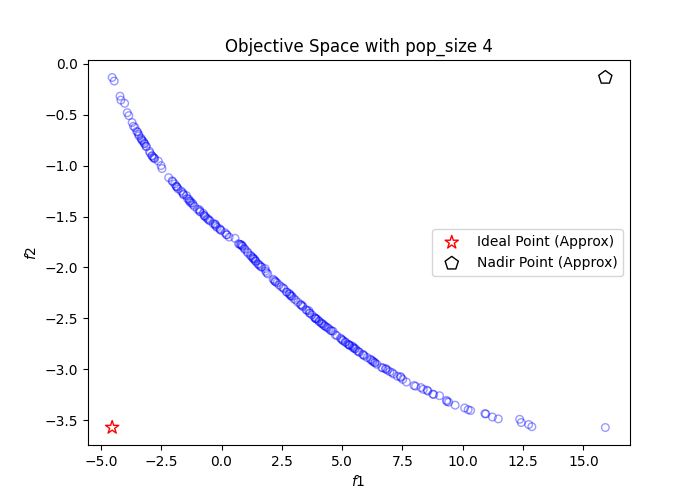 Objective Space with pop_size 4
0.0
−0.5
−1.0
−1.5
−2.0
−2.5
−3.0
−3.5
f2
Ideal Point (Approx)
Nadir Point (Approx)
−5.0 −2.5 0.0 2.5 5.0 7.5 10.0 12.5 15.0
f1